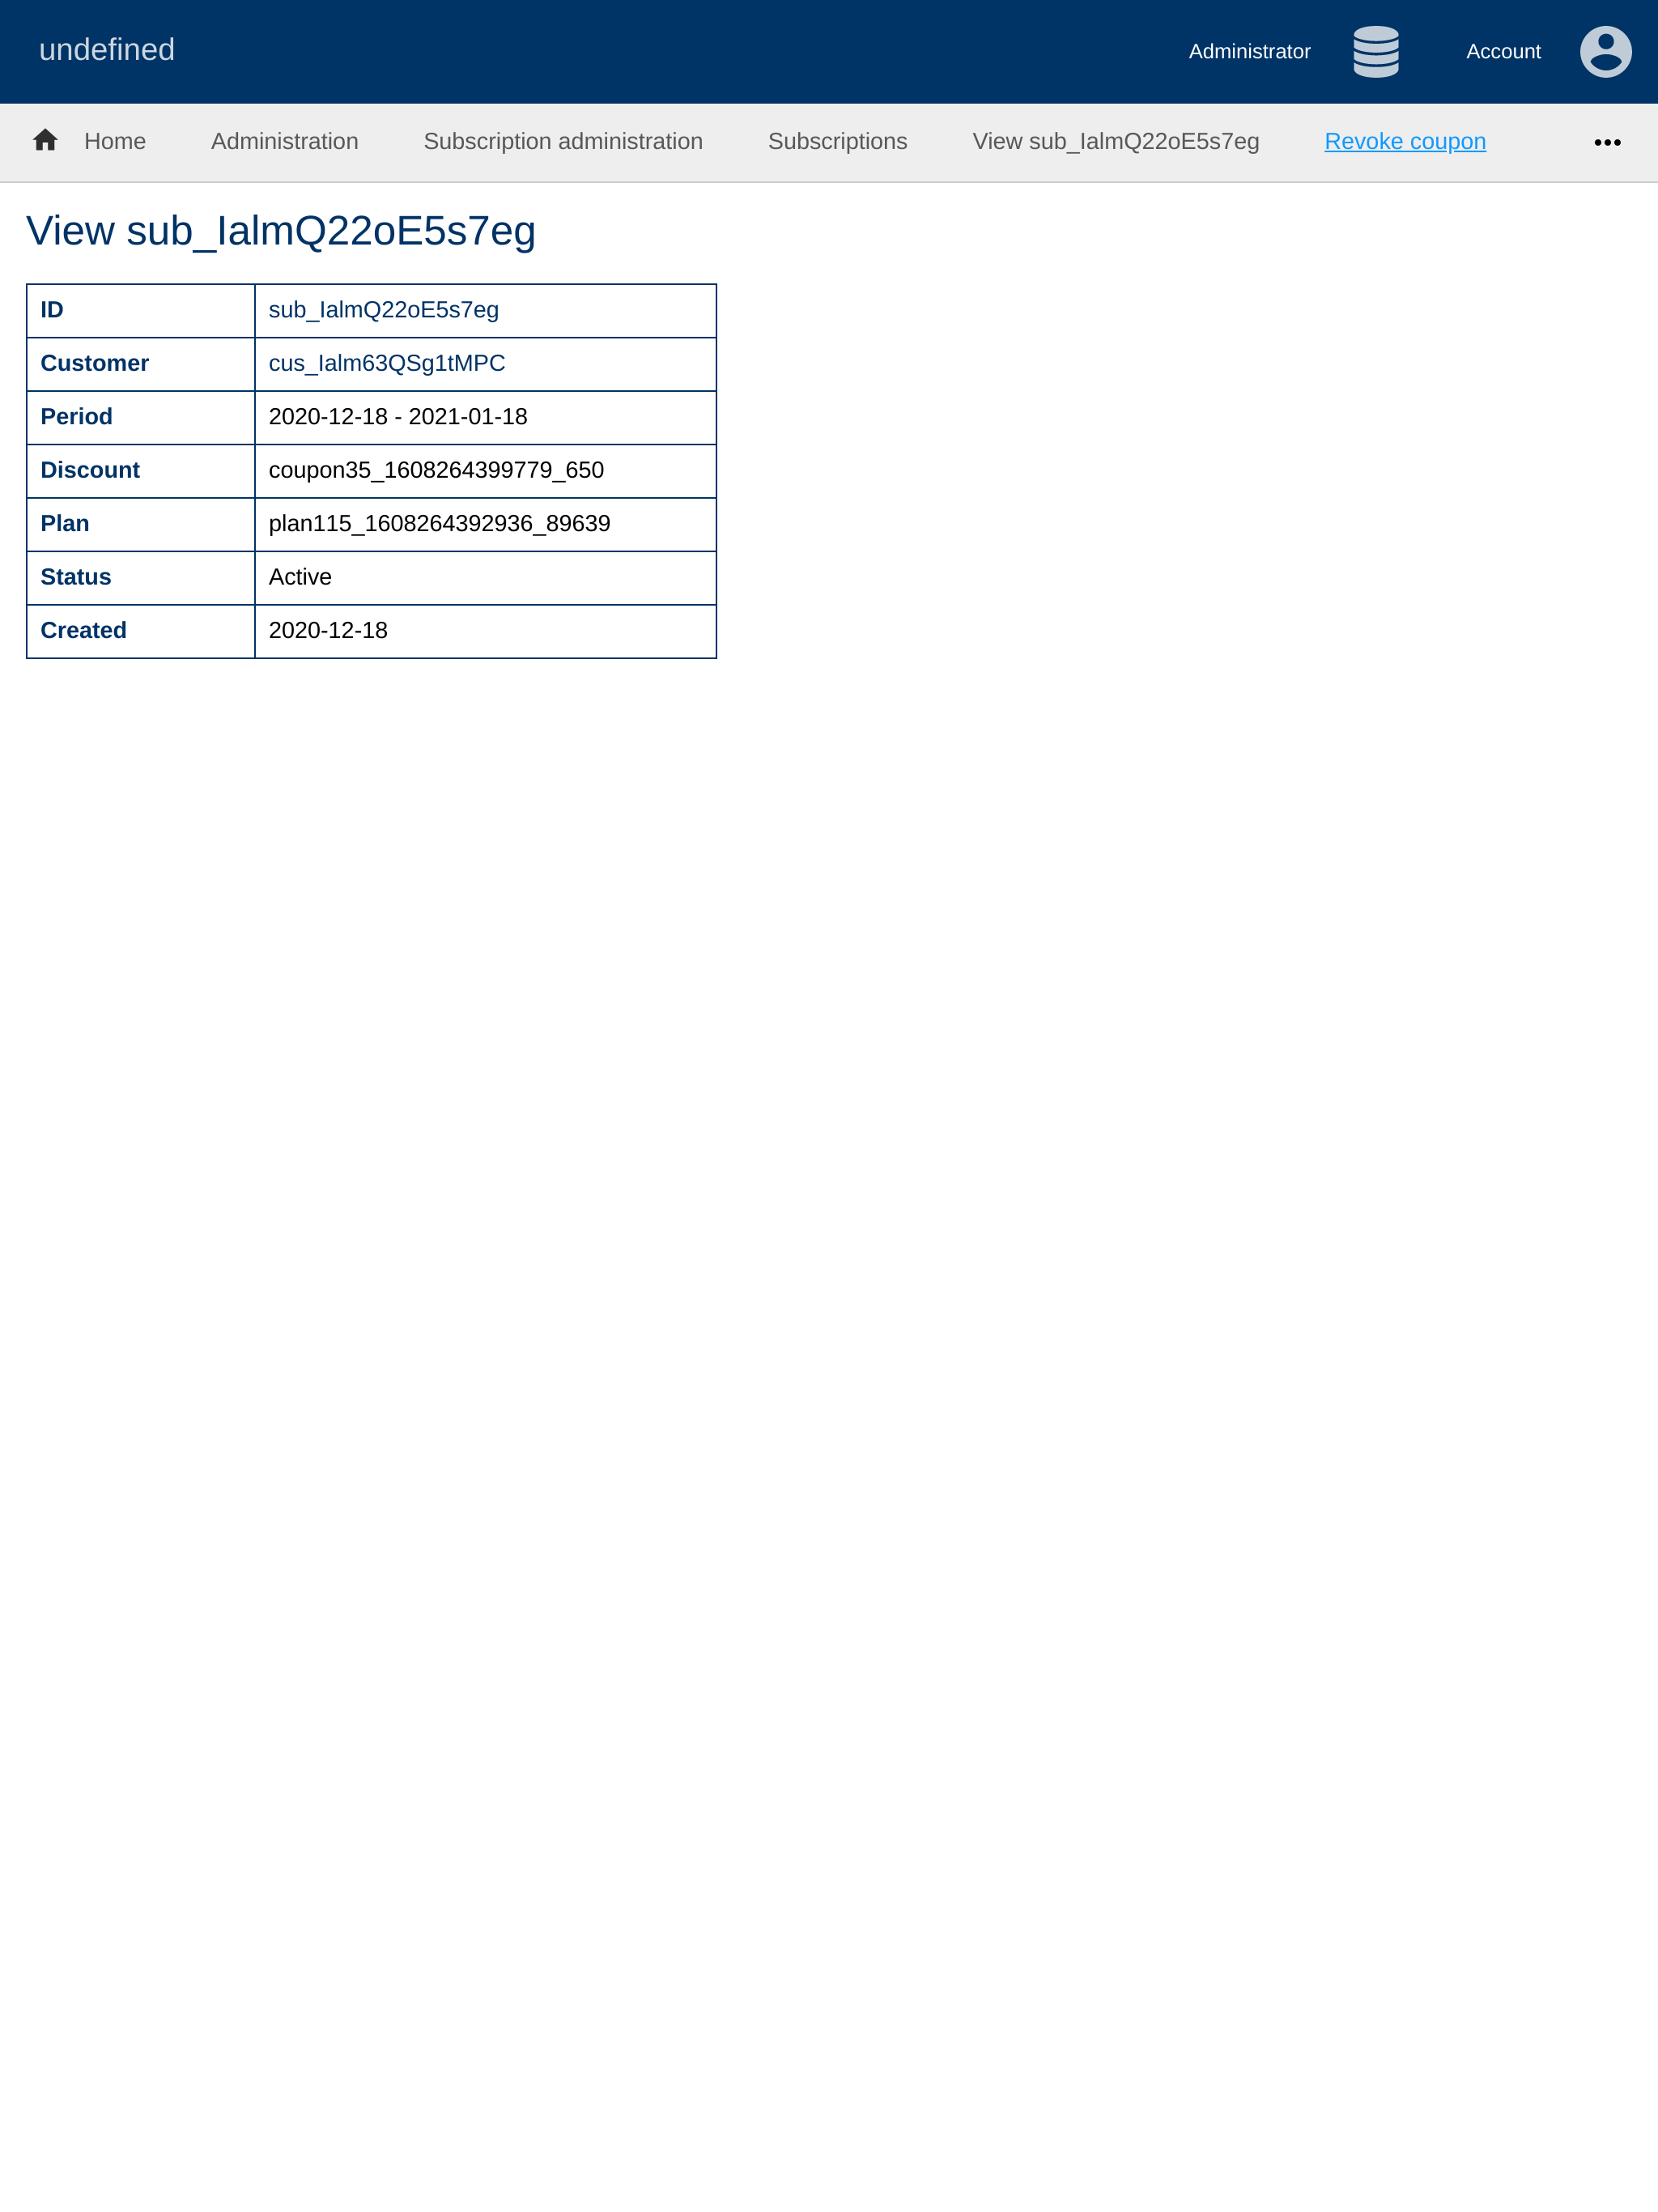 undefined Administrator Account
Home Administration Subscription administration Subscriptions View sub_IalmQ22oE5s7eg Revoke coupon •••
View sub_IalmQ22oE5s7eg
ID sub_IalmQ22oE5s7eg
Customer cus_Ialm63QSg1tMPC
Period 2020-12-18 - 2021-01-18
Discount coupon35_1608264399779_650
Plan plan115_1608264392936_89639
Status Active
Created 2020-12-18